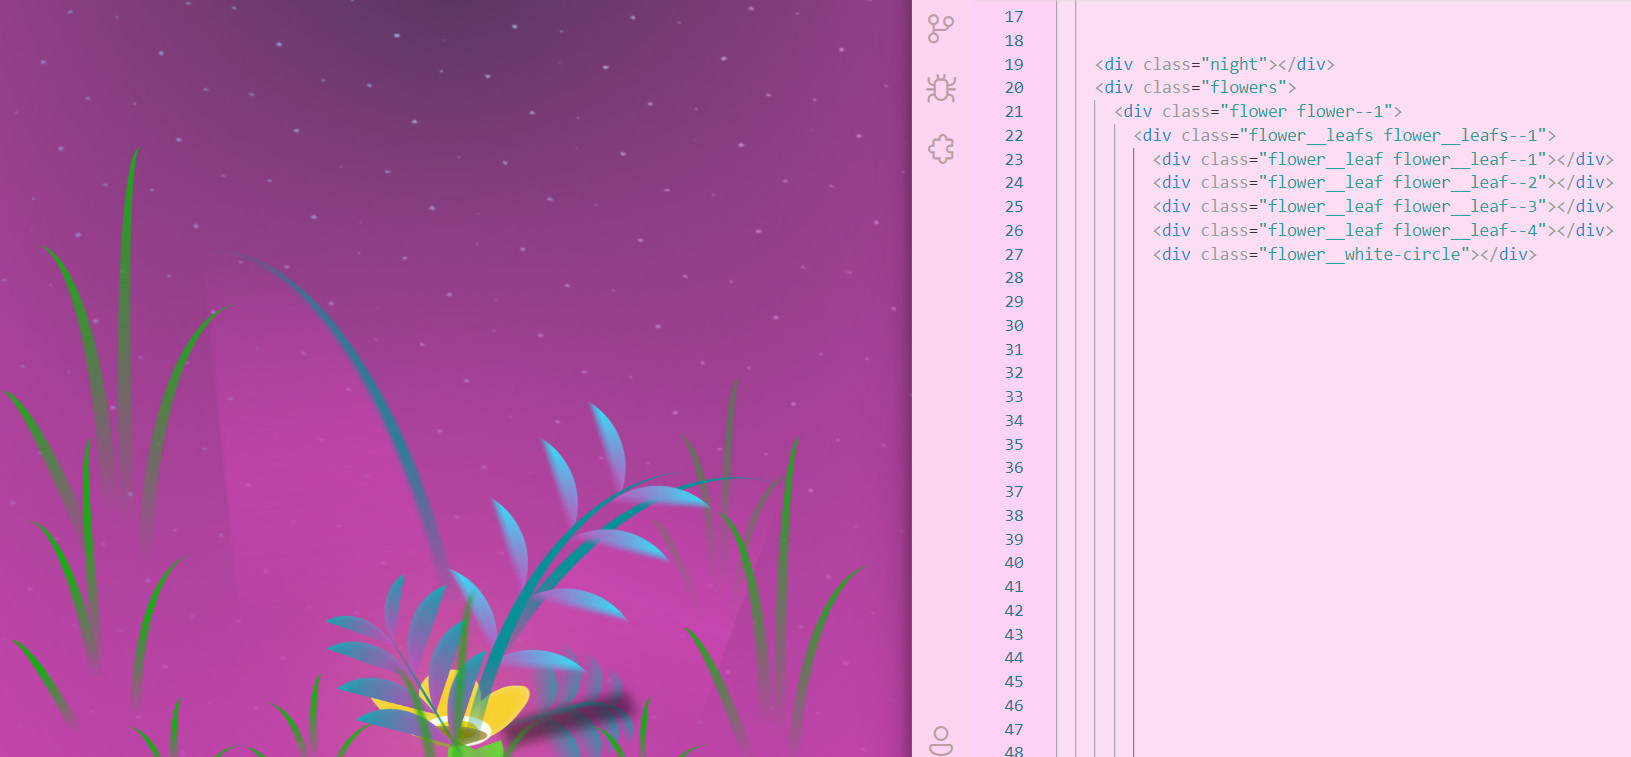 17
18
19 <div class="night"></div>
20 <div class="flowers">
21 <div class="flower flower--1">
22 <div class="flower__leafs flower__leafs--1">
23 <div class="flower__leaf flower__leaf--1"></div>
24 <div class="flower__leaf flower__leaf--2"></div>
25 <div class="flower__leaf flower__leaf--3"></div>
26 <div class="flower__leaf flower__leaf--4"></div>
27 <div class="flower__white-circle"></div>
28
29
30
31
32
33
34
35
36
37
38
39
40
41
42
43
44
45
46
47
48